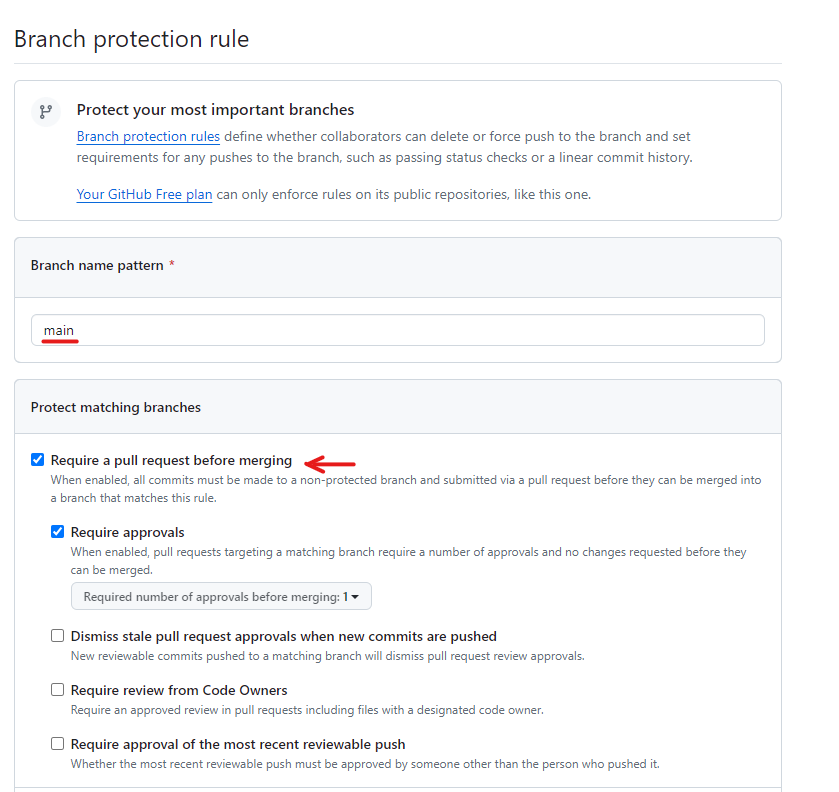 Branch protection rule
Protect your most important branches
Branch protection rules define whether collaborators can delete or force push to the branch and set
requirements for any pushes to the branch, such as passing status checks or a linear commit history.
Your GitHub Free plan can only enforce rules on its public repositories, like this one.
Branch name pattern *
main
Protect matching branches
Require a pull request before merging
When enabled, all commits must be made to a non-protected branch and submitted via a pull request before they can be merged into
a branch that matches this rule.
Require approvals
When enabled, pull requests targeting a matching branch require a number of approvals and no changes requested before they
can be merged.
Required number of approvals before merging: 1
Dismiss stale pull request approvals when new commits are pushed
New reviewable commits pushed to a matching branch will dismiss pull request review approvals.
Require review from Code Owners
Require an approved review in pull requests including files with a designated code owner.
Require approval of the most recent reviewable push
Whether the most recent reviewable push must be approved by someone other than the person who pushed it.